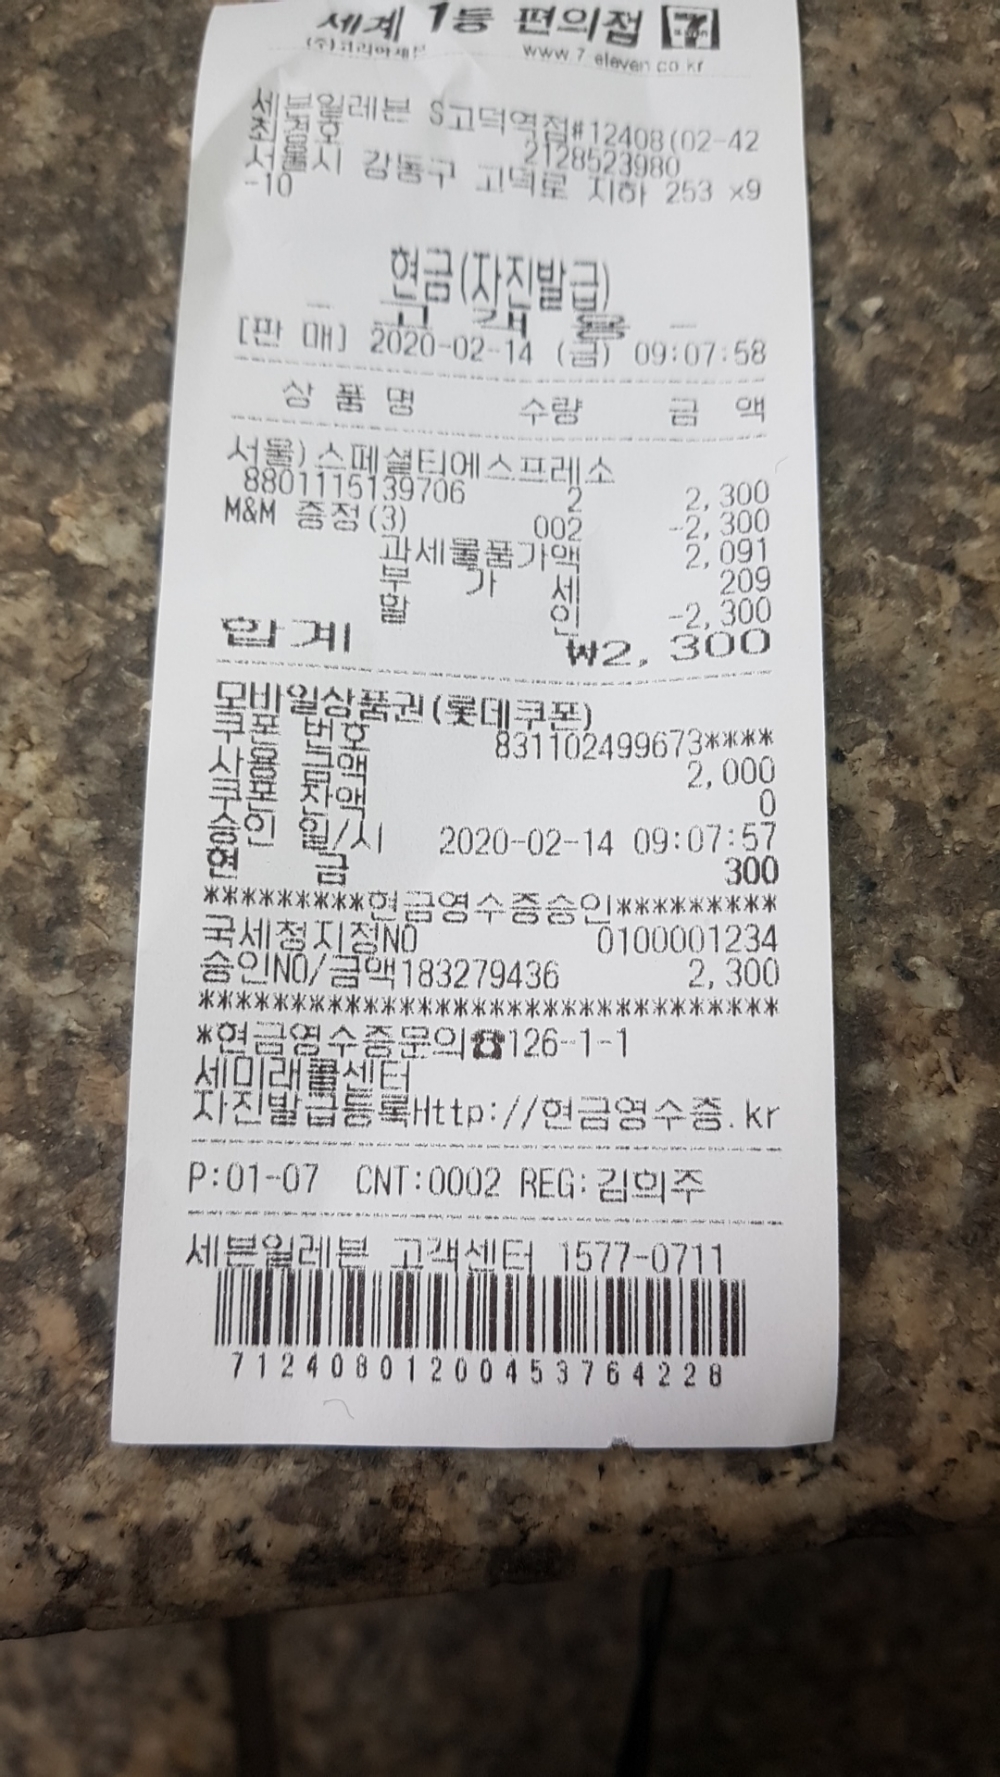 세계 1등 편의점 7
(주)코리아세븐 www.7-eleven.co.kr
세븐일레븐 S고덕역점#12408(02-42
최경호 2128523980
서울시 강동구 고덕로 지하 253 x9
-10
현금(자진발급)
- 고 객 용 -
[판 매] 2020-02-14 (금) 09:07:58
상 품 명 수량 금 액
서울)스페셜티에스프레소
8801115139706 2 2,300
M&M 증정(3) 002 -2,300
과세물품가액 2,091
부 가 세 209
할 인 -2,300
합 계 ₩2,300
모바일상품권(롯데쿠폰)
쿠폰 번호 831102499673****
사용 금액 2,000
쿠폰 잔액 0
승인 일/시 2020-02-14 09:07:57
현 금 300
*********현금영수증승인*********
국세청지정NO 0100001234
승인NO/금액183279436 2,300
********************************
*현금영수증문의☎126-1-1
세미래콜센터
자진발급등록Http://현금영수증.kr
P:01-07 CNT:0002 REG:김희주
세븐일레븐 고객센터 1577-0711
71240801200453764228